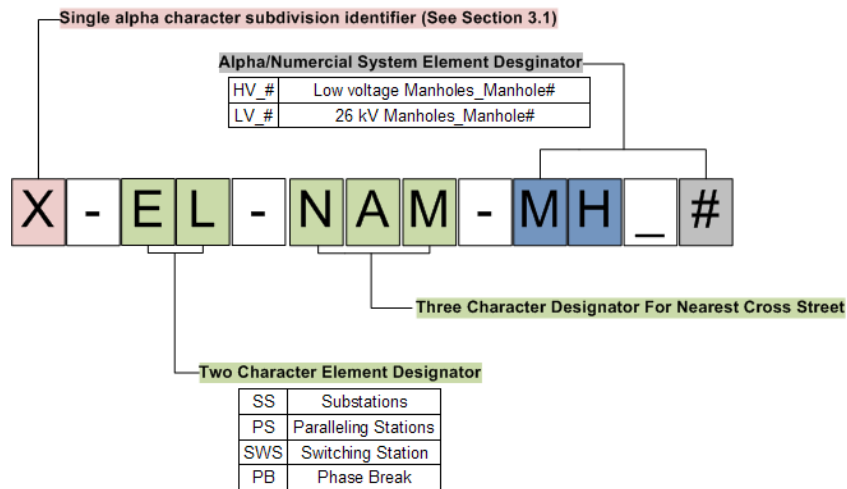 Single alpha character subdivision identifier (See Section 3.1)
Alpha/Numercial System Element Desginator
HV_# Low voltage Manholes_Manhole#
LV_# 26 kV Manholes_Manhole#
X - E L - N A M - M H _ #
Three Character Designator For Nearest Cross Street
Two Character Element Designator
SS Substations
PS Paralleling Stations
SWS Switching Station
PB Phase Break